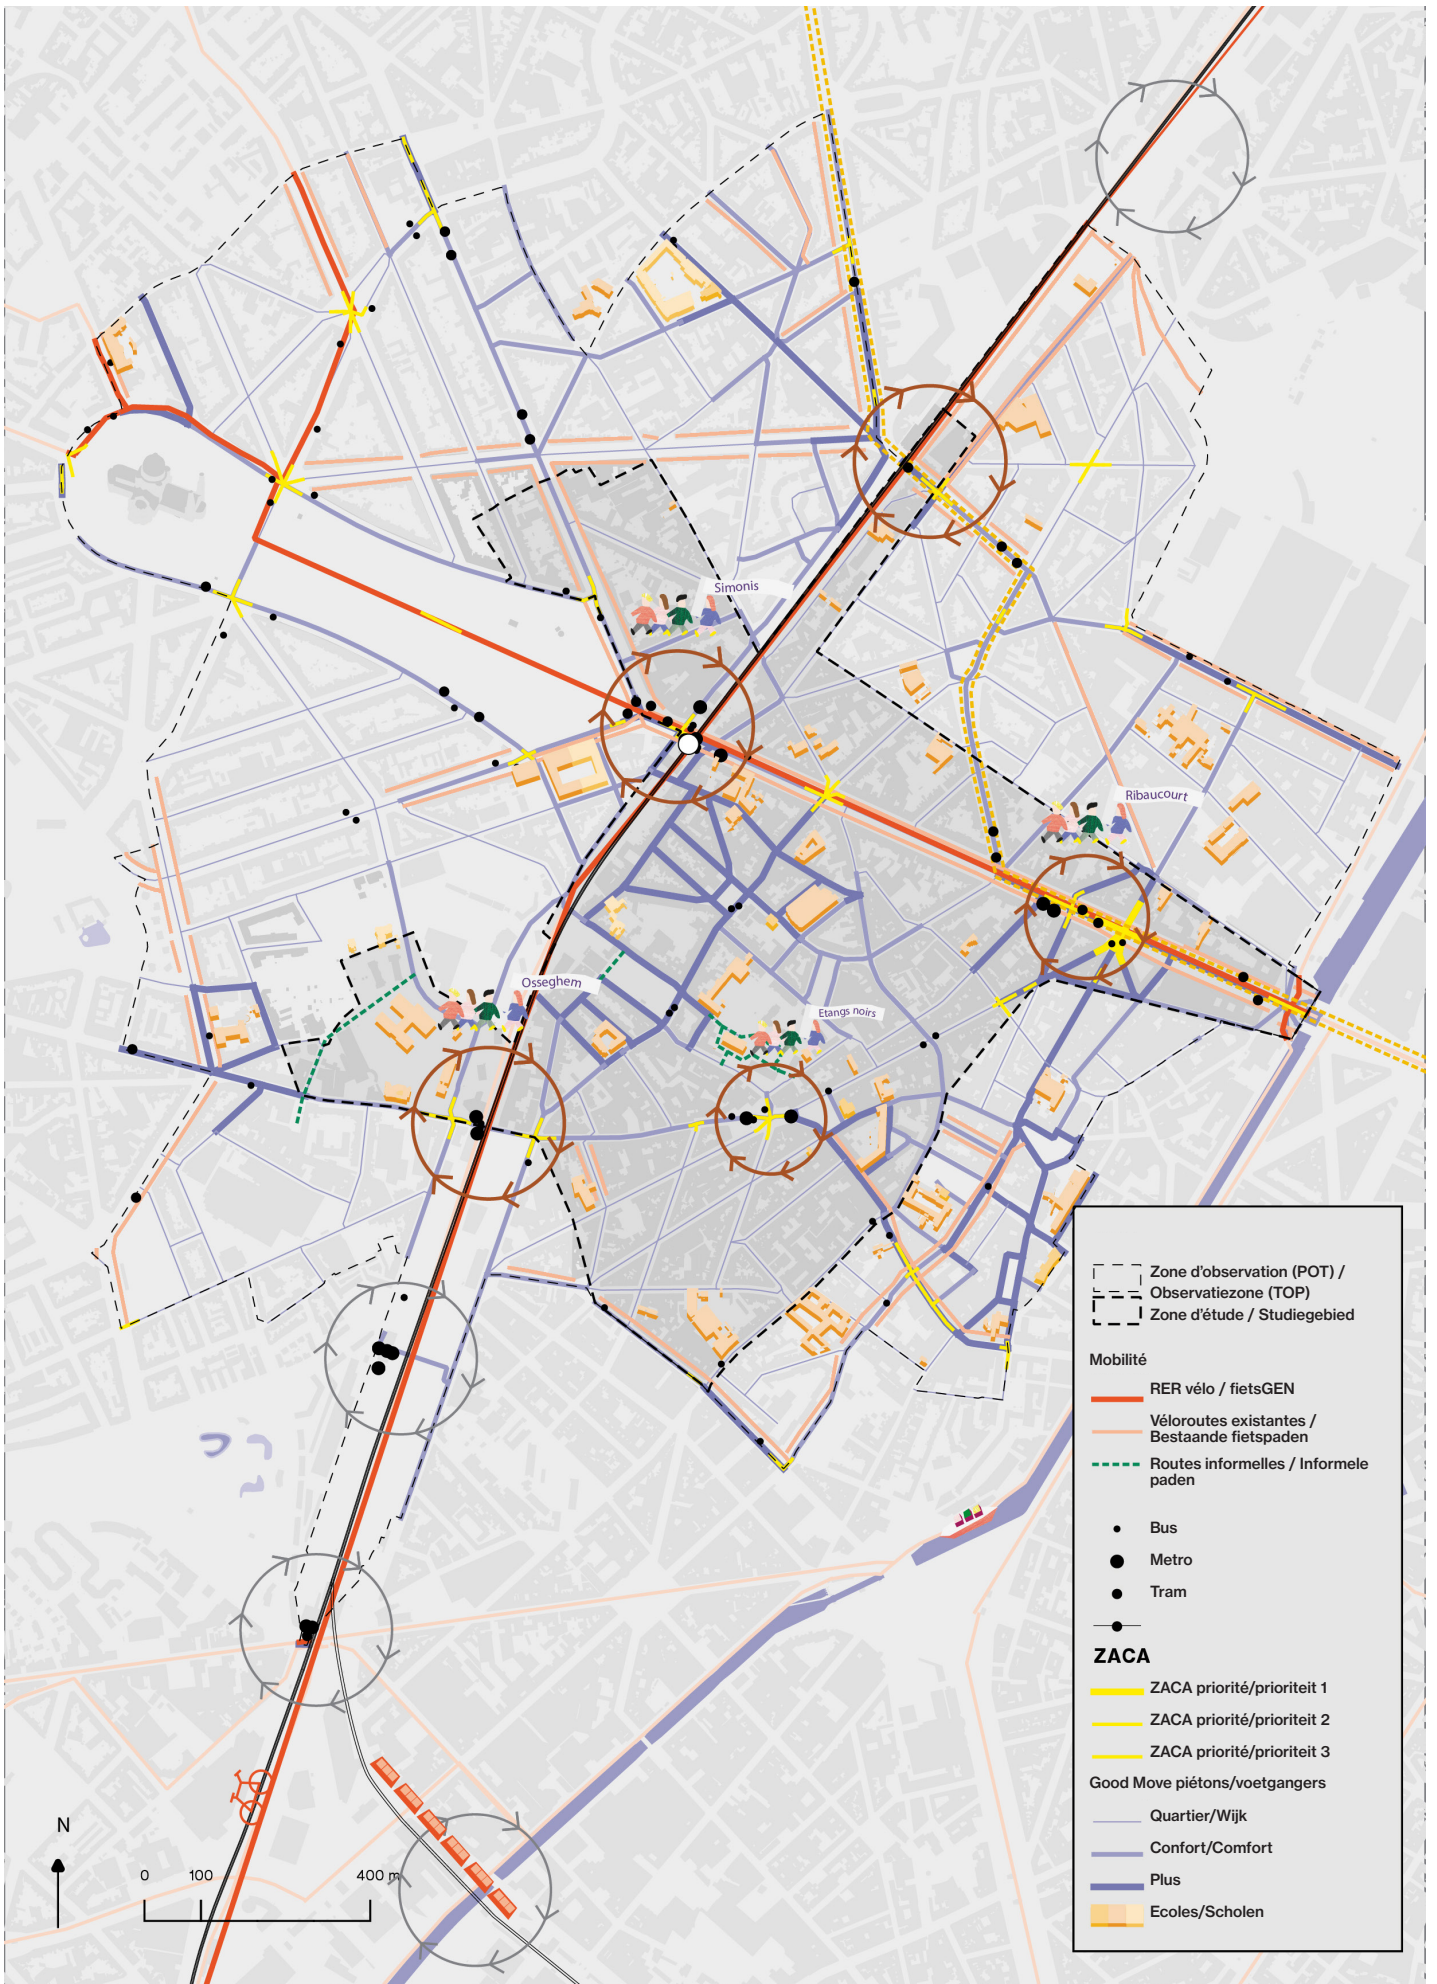 Simonis
Ribaucourt
Osseghem
Etangs noirs
Zone d'observation (POT) /
Observatiezone (TOP)
Zone d'étude / Studiegebied
Mobilité
RER vélo / fietsGEN
Véloroutes existantes /
Bestaande fietspaden
Routes informelles / Informele
paden
Bus
Metro
Tram
ZACA
ZACA priorité/prioriteit 1
ZACA priorité/prioriteit 2
ZACA priorité/prioriteit 3
Good Move piétons/voetgangers
Quartier/Wijk
Confort/Comfort
Plus
Ecoles/Scholen
N
0 100 400 m